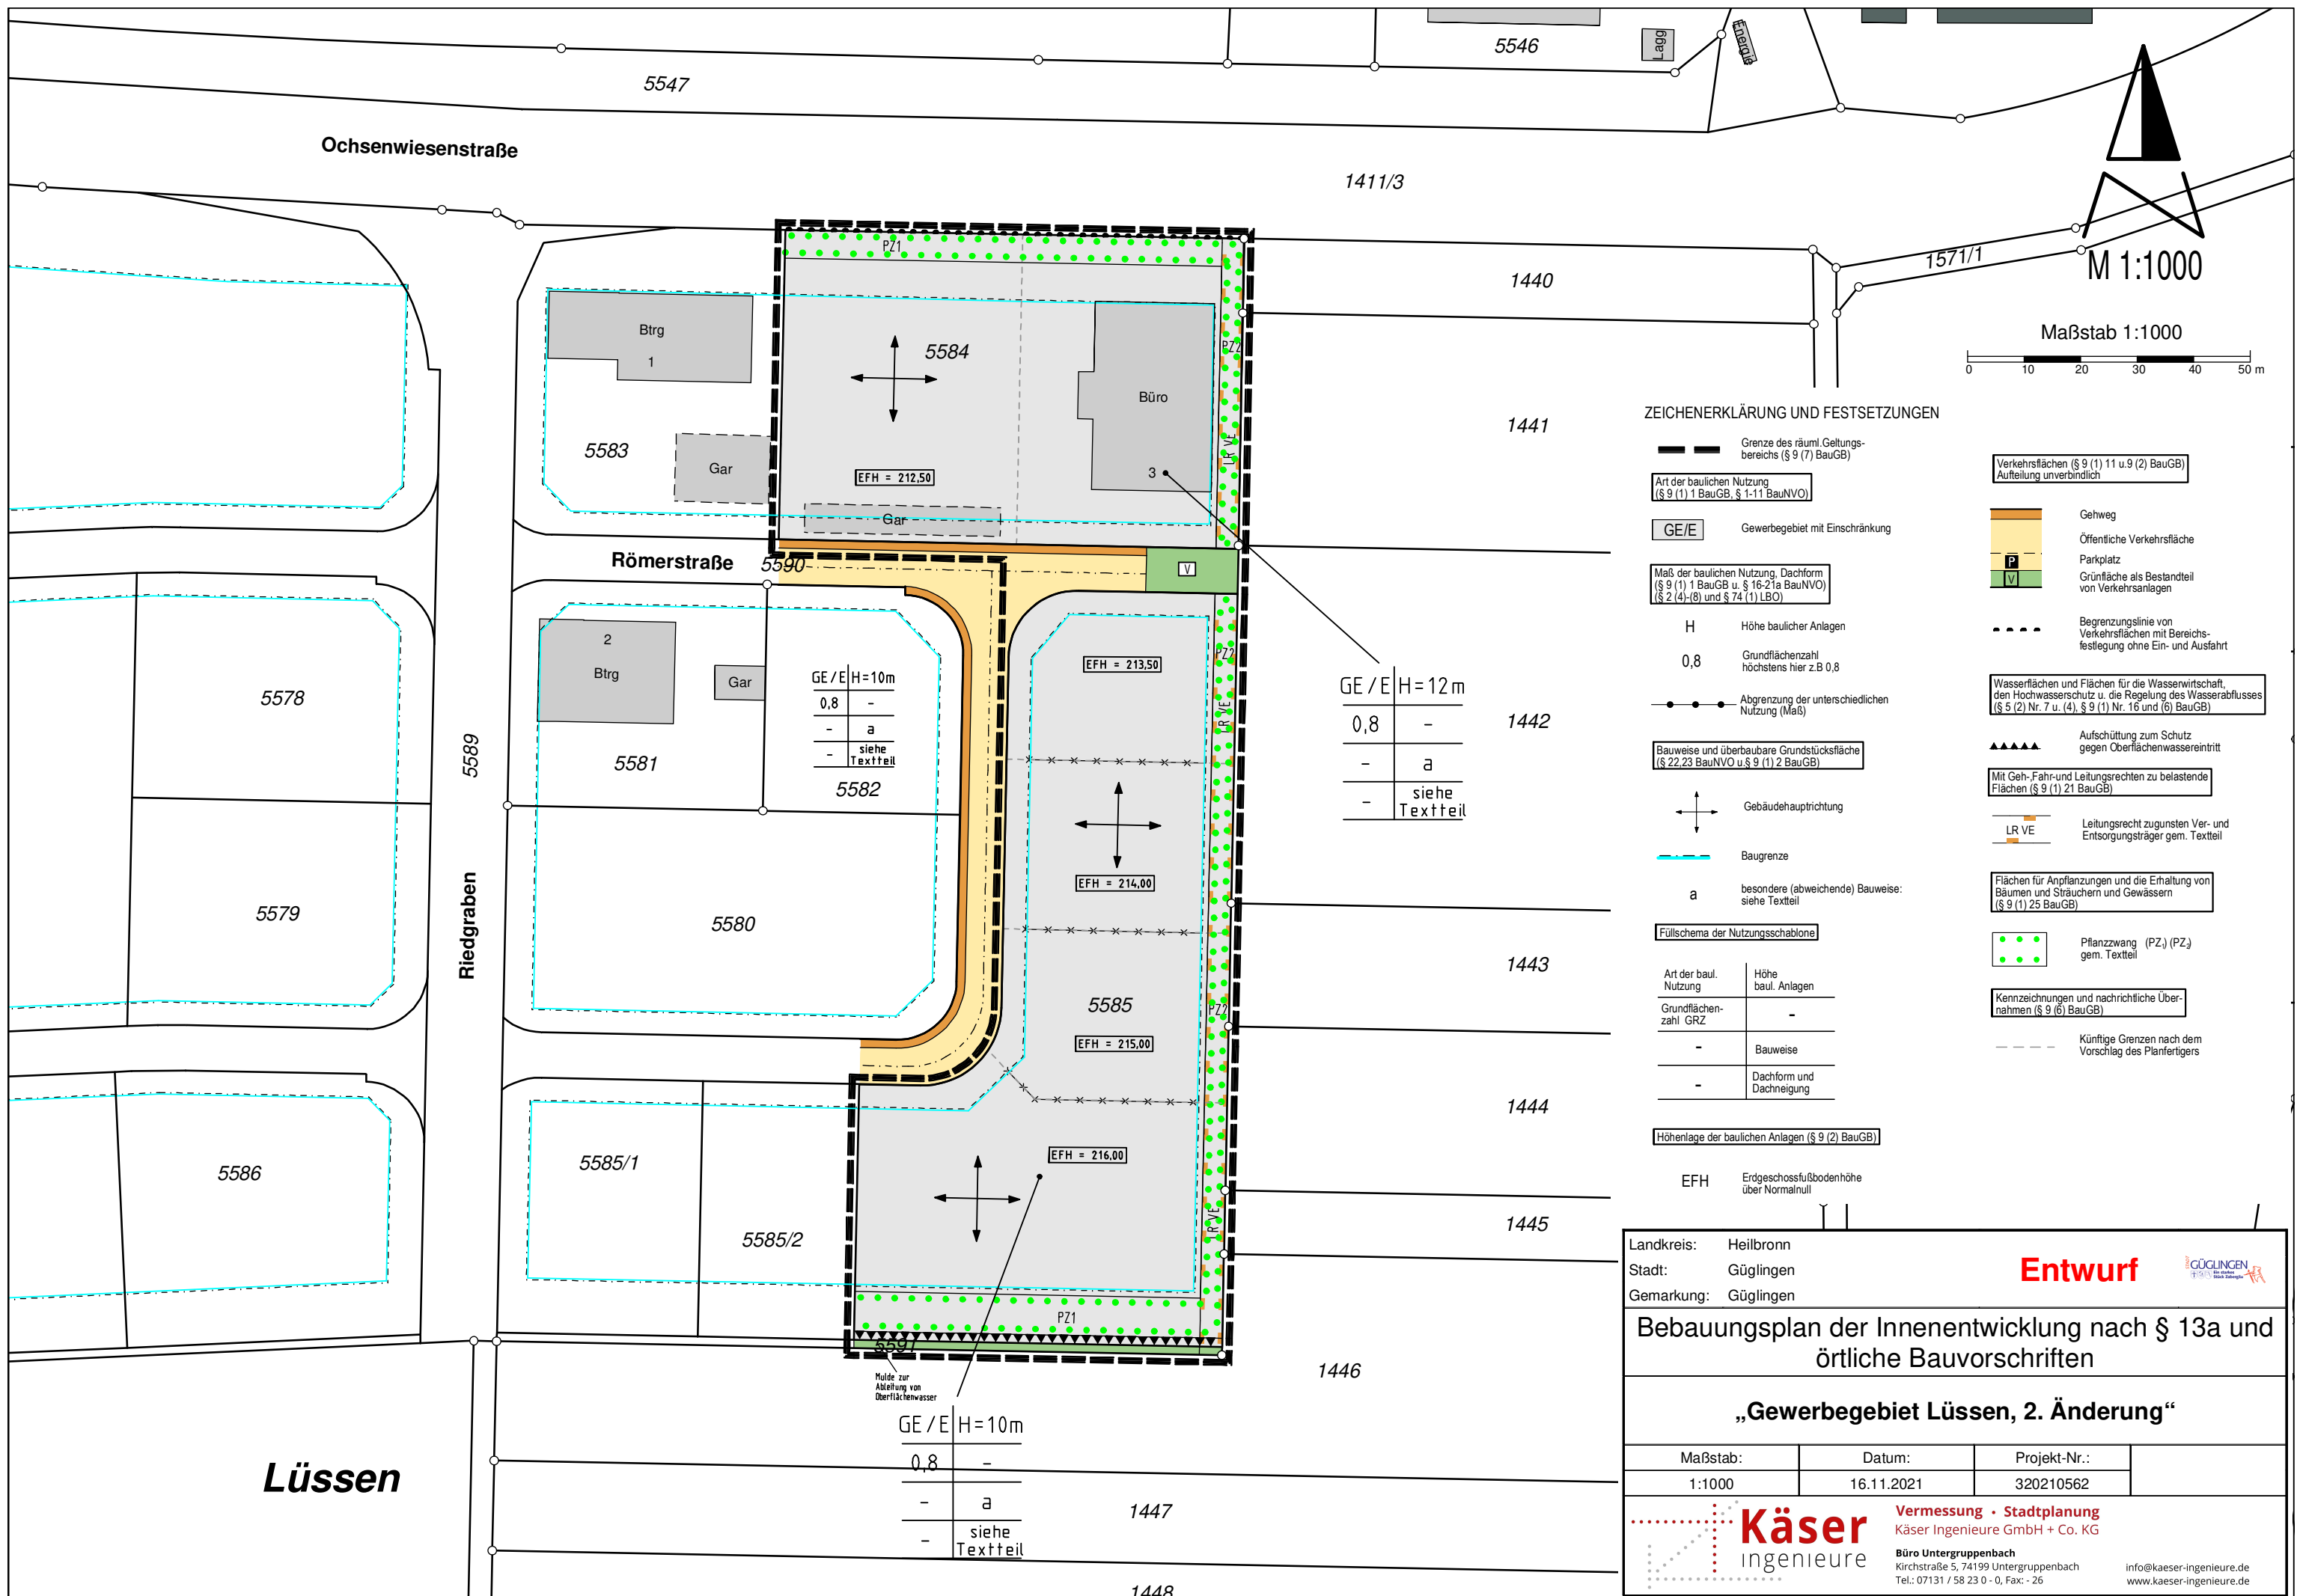 5546
Lagg
Energie
5547
Ochsenwiesenstraße
1411/3
1571/1
M 1:1000
Maßstab 1:1000
0 10 20 30 40 50 m
PZ1
1440
Btrg
1
5584
PZ2
Büro
1441
5583
Gar
EFH = 212,50
3
LR VE
Gar
Römerstraße
5590
V
2
Btrg
Gar
5578
5581
5582
GE/E H=10m
0,8 -
- a
- siehe
Textteil
EFH = 213,50
PZ2
LR VE
GE/E H=12m
0,8 -
- a
- siehe
Textteil
1442
5589
Riedgraben
EFH = 214,00
5579
5580
1443
5585
PZ2
EFH = 215,00
1444
5586
5585/1
EFH = 216,00
LR VE
1445
5585/2
PZ1
5591
Mulde zur
Ableitung von
Oberflächenwasser
1446
GE/E H=10m
0,8 -
- a
- siehe
Textteil
Lüssen
1447
1448
ZEICHENERKLÄRUNG UND FESTSETZUNGEN
Grenze des räuml.Geltungs-
bereichs (§ 9 (7) BauGB)
Art der baulichen Nutzung
(§ 9 (1) 1 BauGB, § 1-11 BauNVO)
GE/E Gewerbegebiet mit Einschränkung
Maß der baulichen Nutzung, Dachform
(§ 9 (1) 1 BauGB u. § 16-21a BauNVO)
(§ 2 (4)-(8) und § 74 (1) LBO)
H Höhe baulicher Anlagen
0,8 Grundflächenzahl
höchstens hier z.B 0,8
Abgrenzung der unterschiedlichen
Nutzung (Maß)
Bauweise und überbaubare Grundstücksfläche
(§ 22,23 BauNVO u.§ 9 (1) 2 BauGB)
Gebäudehauptrichtung
Baugrenze
a besondere (abweichende) Bauweise:
siehe Textteil
Füllschema der Nutzungsschablone
Art der baul.
Nutzung
Höhe
baul. Anlagen
Grundflächen-
zahl GRZ
-
- Bauweise
- Dachform und
Dachneigung
Höhenlage der baulichen Anlagen (§ 9 (2) BauGB)
EFH Erdgeschossfußbodenhöhe
über Normalnull
Verkehrsflächen (§ 9 (1) 11 u.9 (2) BauGB)
Aufteilung unverbindlich
Gehweg
Öffentliche Verkehrsfläche
P Parkplatz
V Grünfläche als Bestandteil
von Verkehrsanlagen
Begrenzungslinie von
Verkehrsflächen mit Bereichs-
festlegung ohne Ein- und Ausfahrt
Wasserflächen und Flächen für die Wasserwirtschaft,
den Hochwasserschutz u. die Regelung des Wasserabflusses
(§ 5 (2) Nr. 7 u. (4), § 9 (1) Nr. 16 und (6) BauGB)
Aufschüttung zum Schutz
gegen Oberflächenwassereintritt
Mit Geh-,Fahr-und Leitungsrechten zu belastende
Flächen (§ 9 (1) 21 BauGB)
LR VE Leitungsrecht zugunsten Ver- und
Entsorgungsträger gem. Textteil
Flächen für Anpflanzungen und die Erhaltung von
Bäumen und Sträuchern und Gewässern
(§ 9 (1) 25 BauGB)
Pflanzzwang (PZ1) (PZ2)
gem. Textteil
Kennzeichnungen und nachrichtliche Über-
nahmen (§ 9 (6) BauGB)
Künftige Grenzen nach dem
Vorschlag des Planfertigers
Landkreis: Heilbronn
Stadt: Güglingen
Gemarkung: Güglingen
Entwurf
GÜGLINGEN
Bebauungsplan der Innenentwicklung nach § 13a und
örtliche Bauvorschriften
„Gewerbegebiet Lüssen, 2. Änderung“
Maßstab: Datum: Projekt-Nr.:
1:1000 16.11.2021 320210562
Käser
ingenieure
Vermessung · Stadtplanung
Käser Ingenieure GmbH + Co. KG
Büro Untergruppenbach
Kirchstraße 5, 74199 Untergruppenbach
Tel.: 07131 / 58 23 0 - 0, Fax: - 26
info@kaeser-ingenieure.de
www.kaeser-ingenieure.de